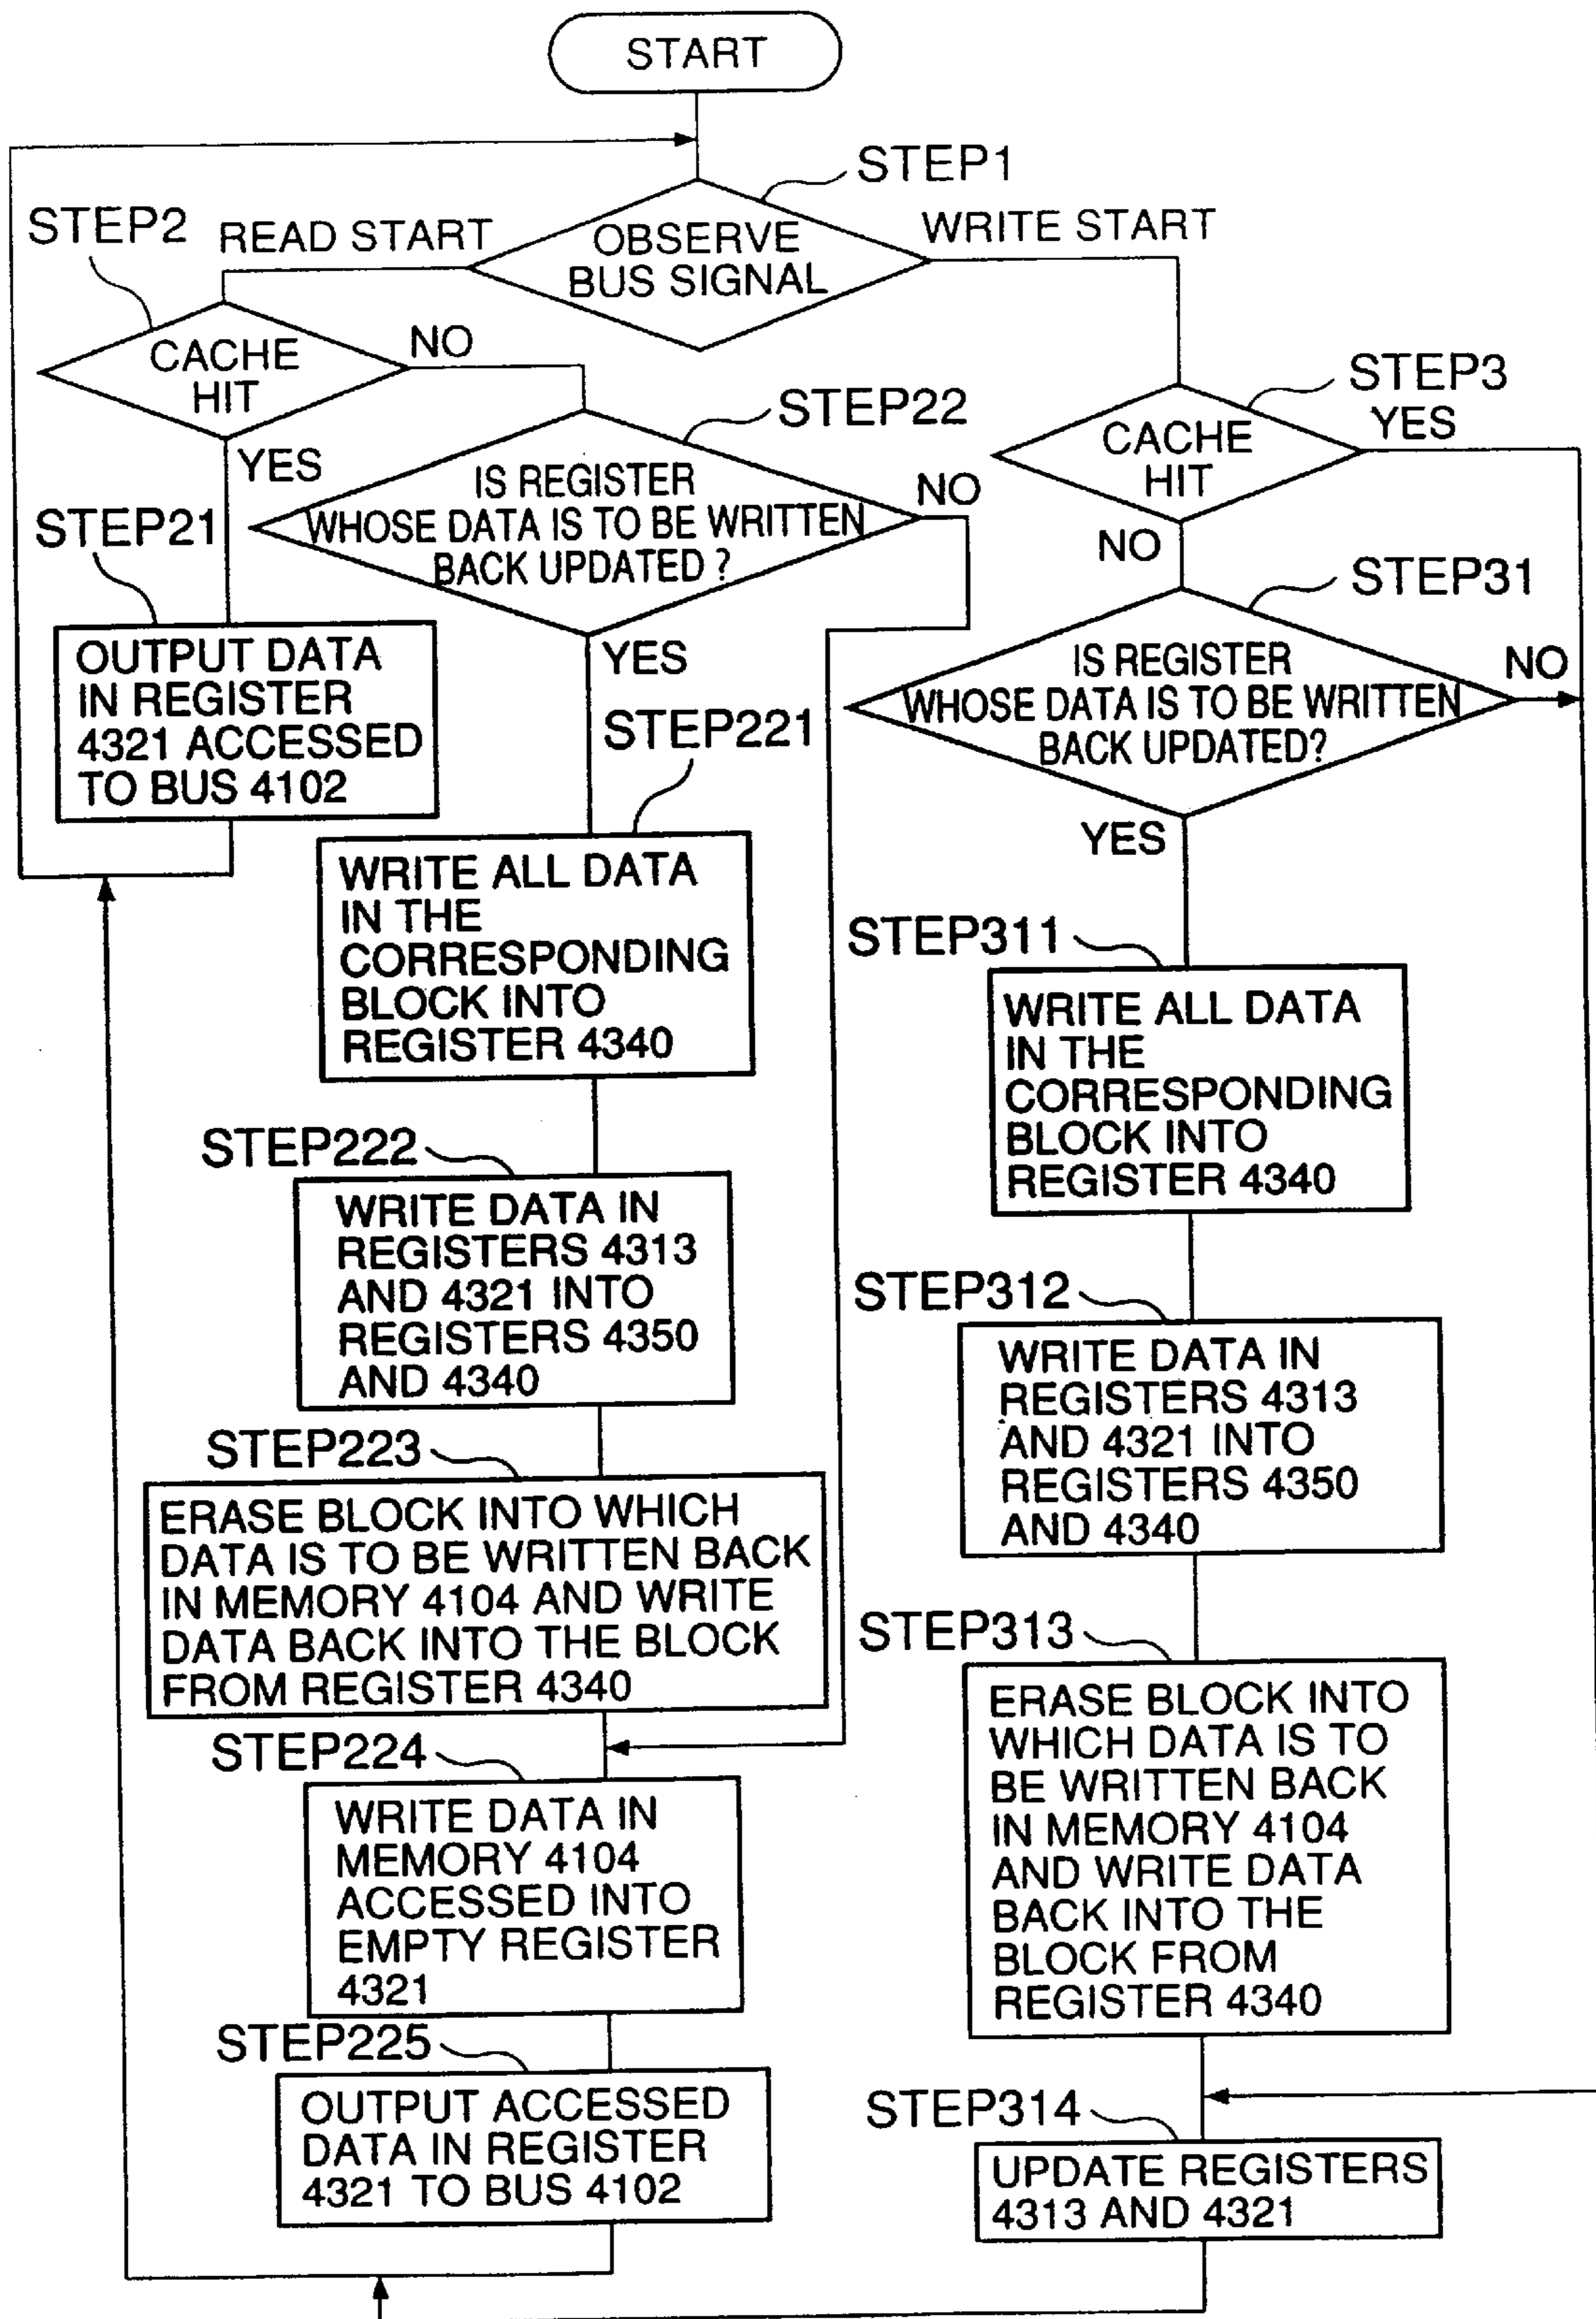 START
STEP1
STEP2
READ START
OBSERVE
BUS SIGNAL
WRITE START
CACHE
HIT
NO
YES
STEP3
CACHE
HIT
YES
NO
STEP22
IS REGISTER
WHOSE DATA IS TO BE WRITTEN
BACK UPDATED ?
NO
YES
STEP21
OUTPUT DATA
IN REGISTER
4321 ACCESSED
TO BUS 4102
STEP31
IS REGISTER
WHOSE DATA IS TO BE WRITTEN
BACK UPDATED?
NO
YES
STEP221
WRITE ALL DATA
IN THE
CORRESPONDING
BLOCK INTO
REGISTER 4340
STEP222
WRITE DATA IN
REGISTERS 4313
AND 4321 INTO
REGISTERS 4350
AND 4340
STEP223
ERASE BLOCK INTO WHICH
DATA IS TO BE WRITTEN BACK
IN MEMORY 4104 AND WRITE
DATA BACK INTO THE BLOCK
FROM REGISTER 4340
STEP224
WRITE DATA IN
MEMORY 4104
ACCESSED INTO
EMPTY REGISTER
4321
STEP225
OUTPUT ACCESSED
DATA IN REGISTER
4321 TO BUS 4102
STEP311
WRITE ALL DATA
IN THE
CORRESPONDING
BLOCK INTO
REGISTER 4340
STEP312
WRITE DATA IN
REGISTERS 4313
AND 4321 INTO
REGISTERS 4350
AND 4340
STEP313
ERASE BLOCK INTO
WHICH DATA IS TO
BE WRITTEN BACK
IN MEMORY 4104
AND WRITE DATA
BACK INTO THE
BLOCK FROM
REGISTER 4340
STEP314
UPDATE REGISTERS
4313 AND 4321